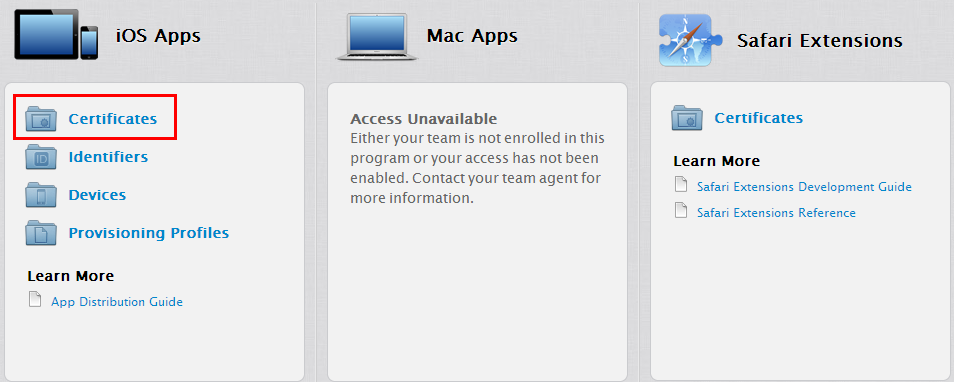 iOS Apps
Certificates
Identifiers
ID
Devices
Provisioning Profiles
Learn More
App Distribution Guide
Mac Apps
Access Unavailable
Either your team is not enrolled in this
program or your access has not been
enabled. Contact your team agent for
more information.
Safari Extensions
Certificates
Learn More
Safari Extensions Development Guide
Safari Extensions Reference